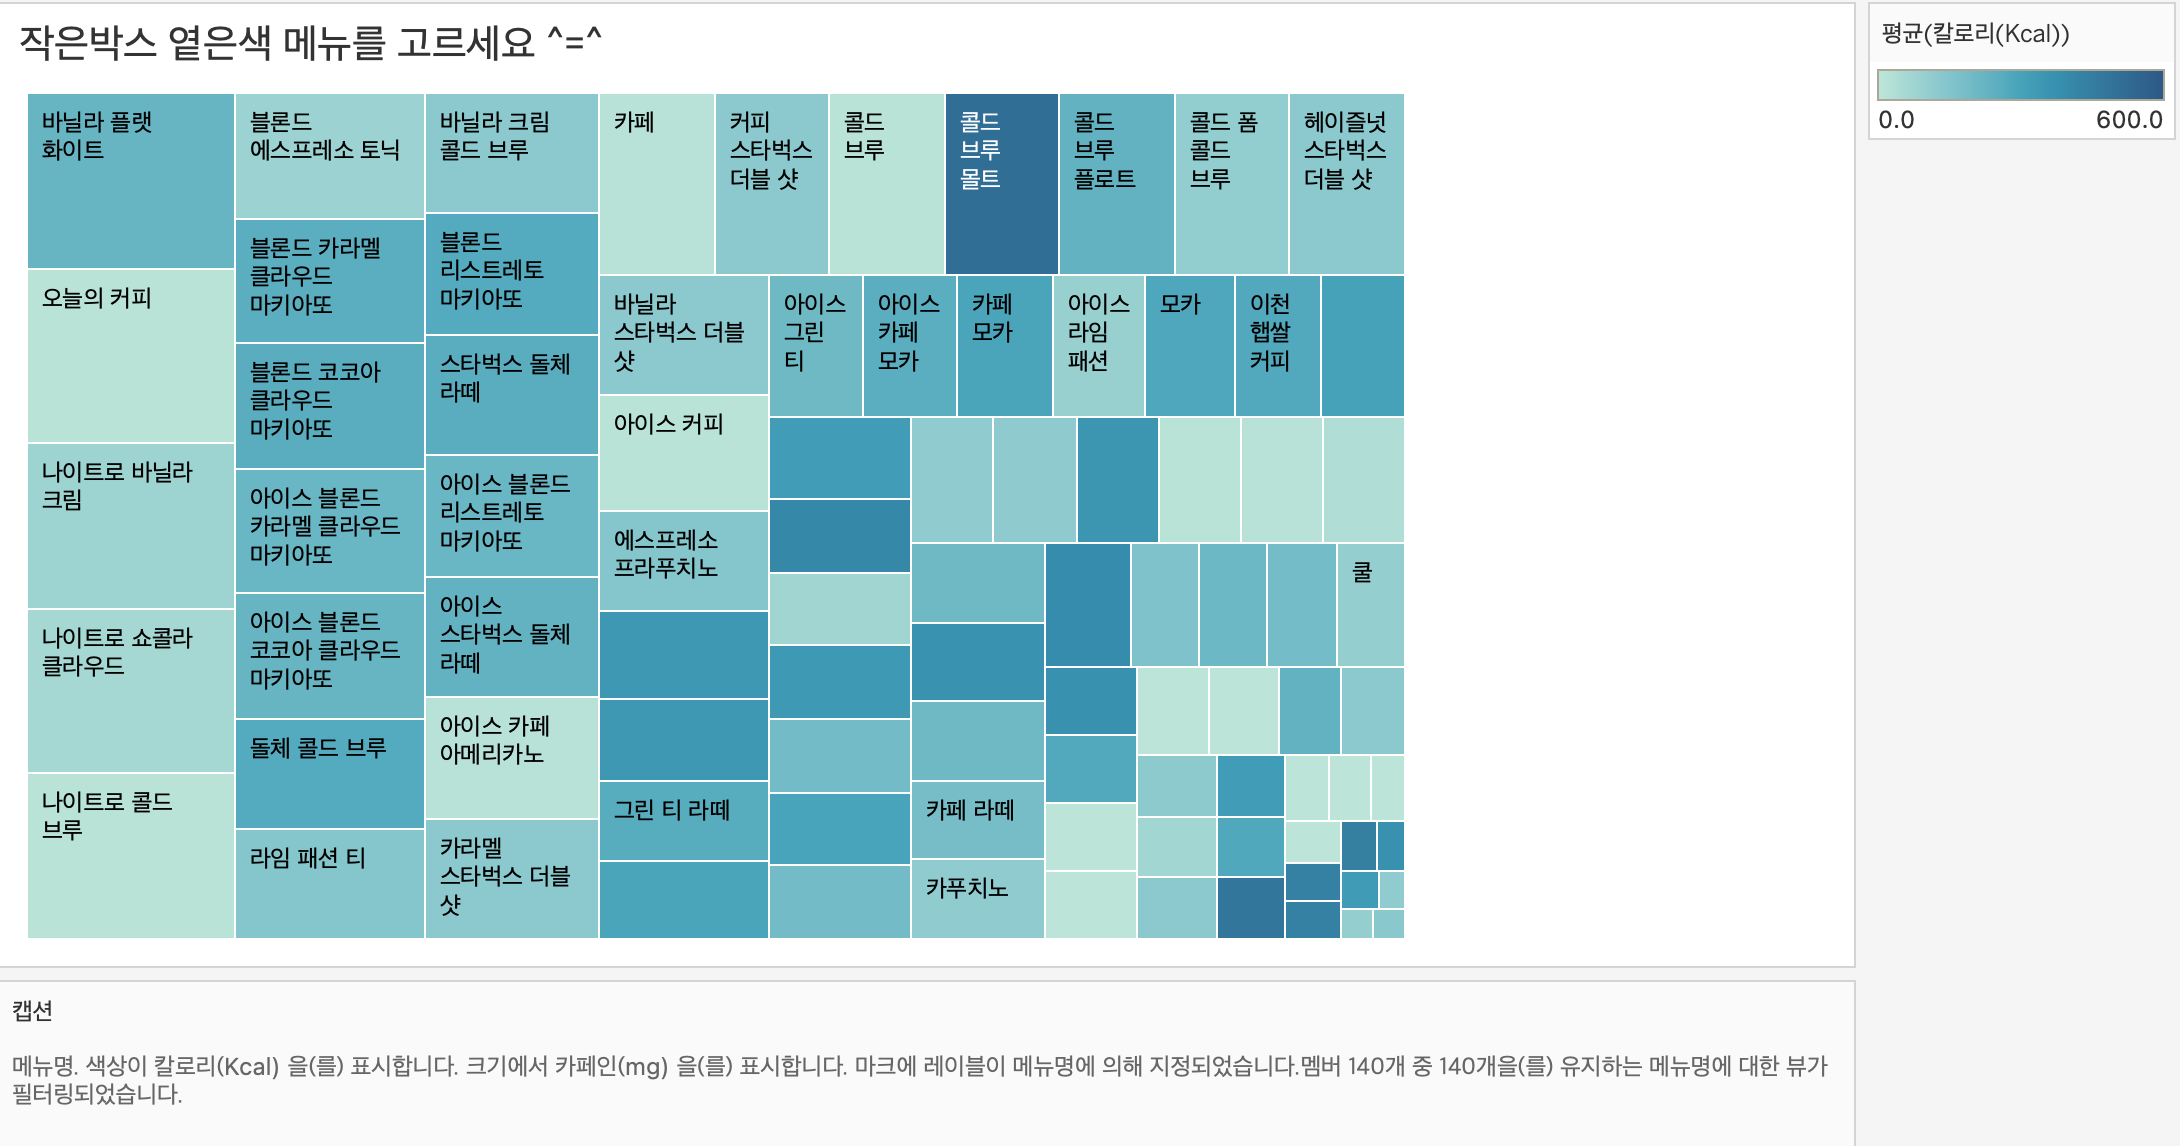 작은박스 옅은색 메뉴를 고르세요 ^=^
평균(칼로리(Kcal))
0.0
600.0
바닐라 플랫
화이트
오늘의 커피
나이트로 바닐라
크림
나이트로 쇼콜라
클라우드
나이트로 콜드
브루
블론드
에스프레소 토닉
블론드 카라멜
클라우드
마키아또
블론드 코코아
클라우드
마키아또
아이스 블론드
카라멜 클라우드
마키아또
아이스 블론드
코코아 클라우드
마키아또
돌체 콜드 브루
라임 패션 티
바닐라 크림
콜드 브루
블론드
리스트레토
마키아또
스타벅스 돌체
라떼
아이스 블론드
리스트레토
마키아또
아이스
스타벅스 돌체
라떼
아이스 카페
아메리카노
카라멜
스타벅스 더블
샷
카페
커피
스타벅스
더블 샷
콜드
브루
콜드
브루
몰트
콜드
브루
플로트
콜드 폼
콜드
브루
헤이즐넛
스타벅스
더블 샷
바닐라
스타벅스 더블
샷
아이스 커피
에스프레소
프라푸치노
그린 티 라떼
아이스
그린
티
아이스
카페
모카
카페
모카
아이스
라임
패션
모카
이천
햅쌀
커피
쿨
카페 라떼
카푸치노
캡션
메뉴명. 색상이 칼로리(Kcal) 을(를) 표시합니다. 크기에서 카페인(mg) 을(를) 표시합니다. 마크에 레이블이 메뉴명에 의해 지정되었습니다.멤버 140개 중 140개을(를) 유지하는 메뉴명에 대한 뷰가
필터링되었습니다.